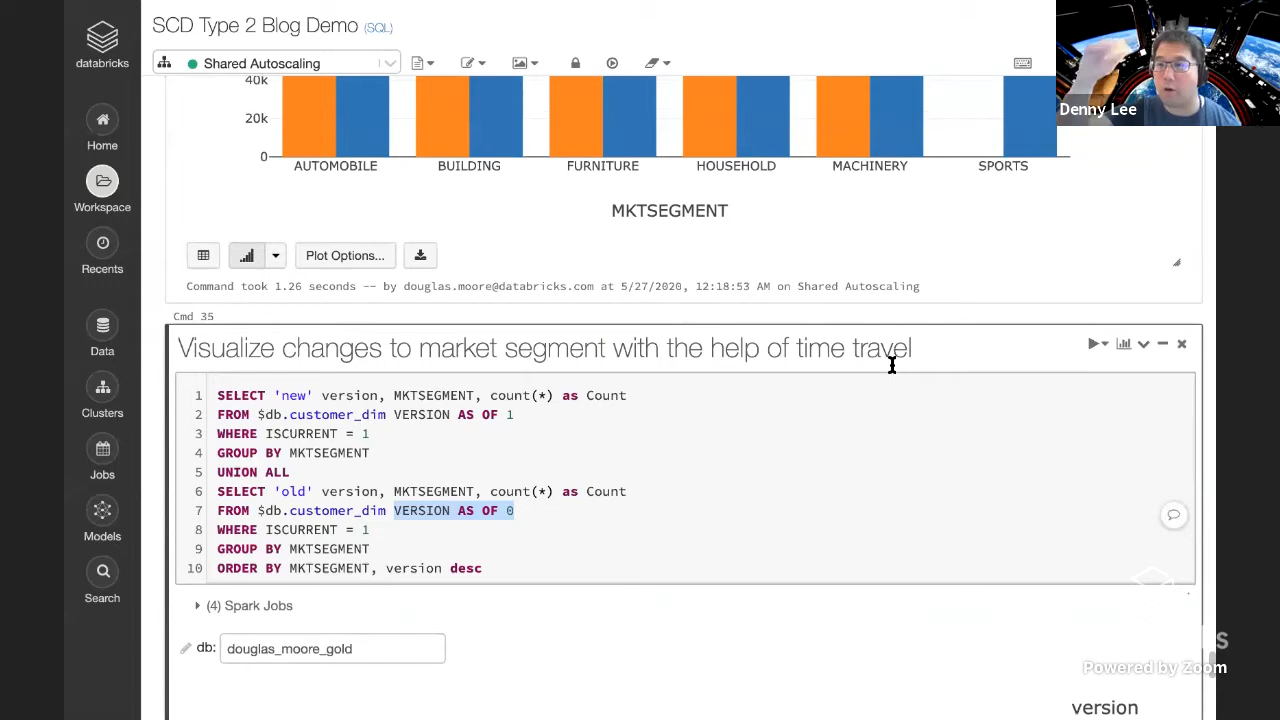 SCD Type 2 Blog Demo (SQL)
databricks
Shared Autoscaling
Denny Lee
40k
20k
0
AUTOMOBILE BUILDING FURNITURE HOUSEHOLD MACHINERY SPORTS
MKTSEGMENT
Home
Workspace
Recents
Data
Clusters
Jobs
Models
Search
Plot Options...
Command took 1.26 seconds -- by douglas.moore@databricks.com at 5/27/2020, 12:18:53 AM on Shared Autoscaling
Cmd 35
Visualize changes to market segment with the help of time travel
1 SELECT 'new' version, MKTSEGMENT, count(*) as Count
2 FROM $db.customer_dim VERSION AS OF 1
3 WHERE ISCURRENT = 1
4 GROUP BY MKTSEGMENT
5 UNION ALL
6 SELECT 'old' version, MKTSEGMENT, count(*) as Count
7 FROM $db.customer_dim VERSION AS OF 0
8 WHERE ISCURRENT = 1
9 GROUP BY MKTSEGMENT
10 ORDER BY MKTSEGMENT, version desc
(4) Spark Jobs
db: douglas_moore_gold
Powered by Zoom
version